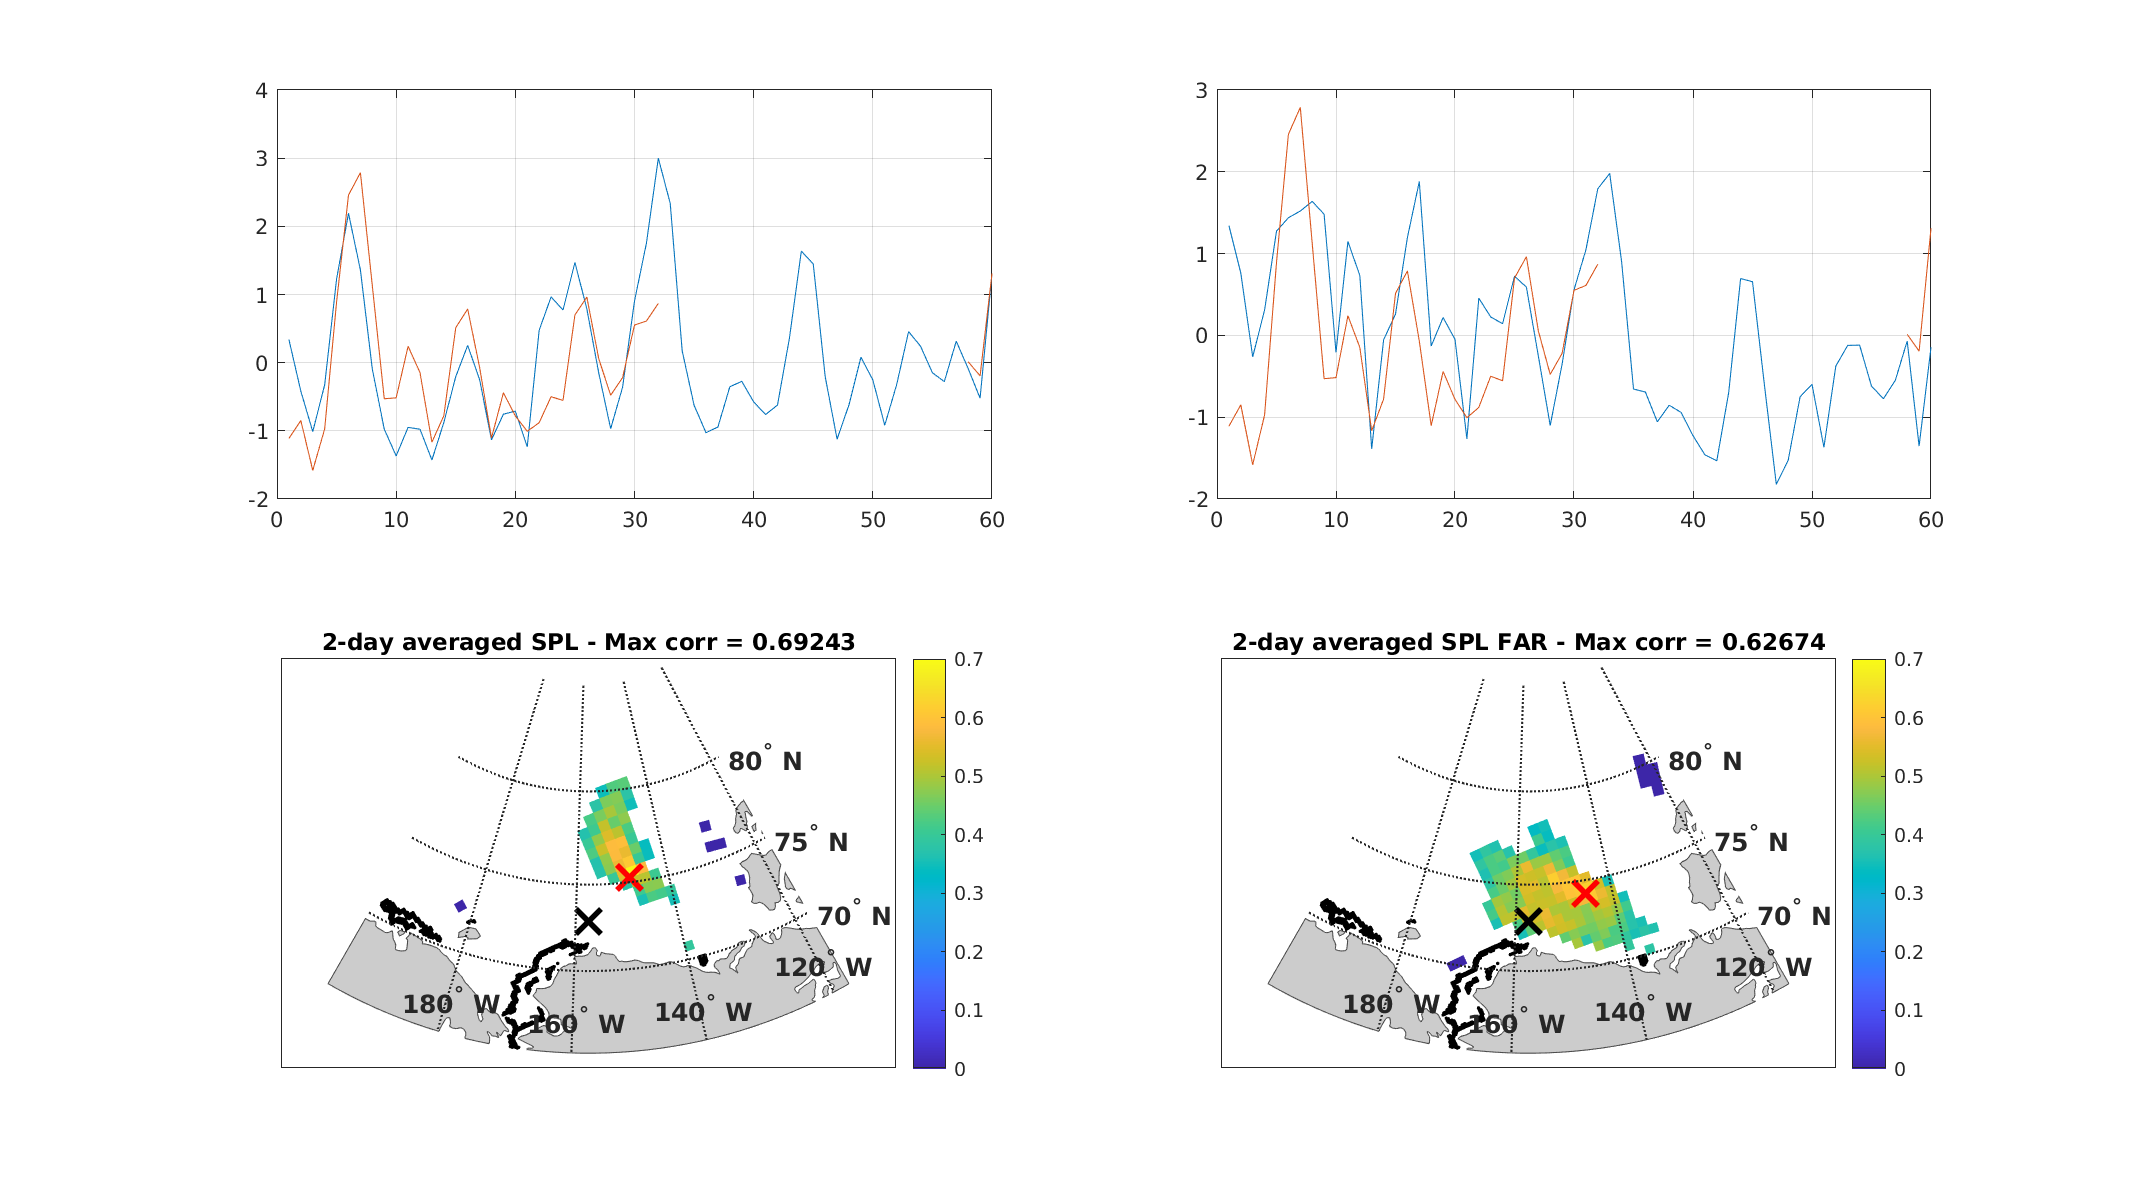 4
3
2
1
0
-1
-2
0 10 20 30 40 50 60
3
2
1
0
-1
-2
0 10 20 30 40 50 60
2-day averaged SPL - Max corr = 0.69243
80° N
75° N
70° N
120° W
180° W
160° W
140° W
0.7
0.6
0.5
0.4
0.3
0.2
0.1
0
2-day averaged SPL FAR - Max corr = 0.62674
80° N
75° N
70° N
120° W
180° W
160° W
140° W
0.7
0.6
0.5
0.4
0.3
0.2
0.1
0